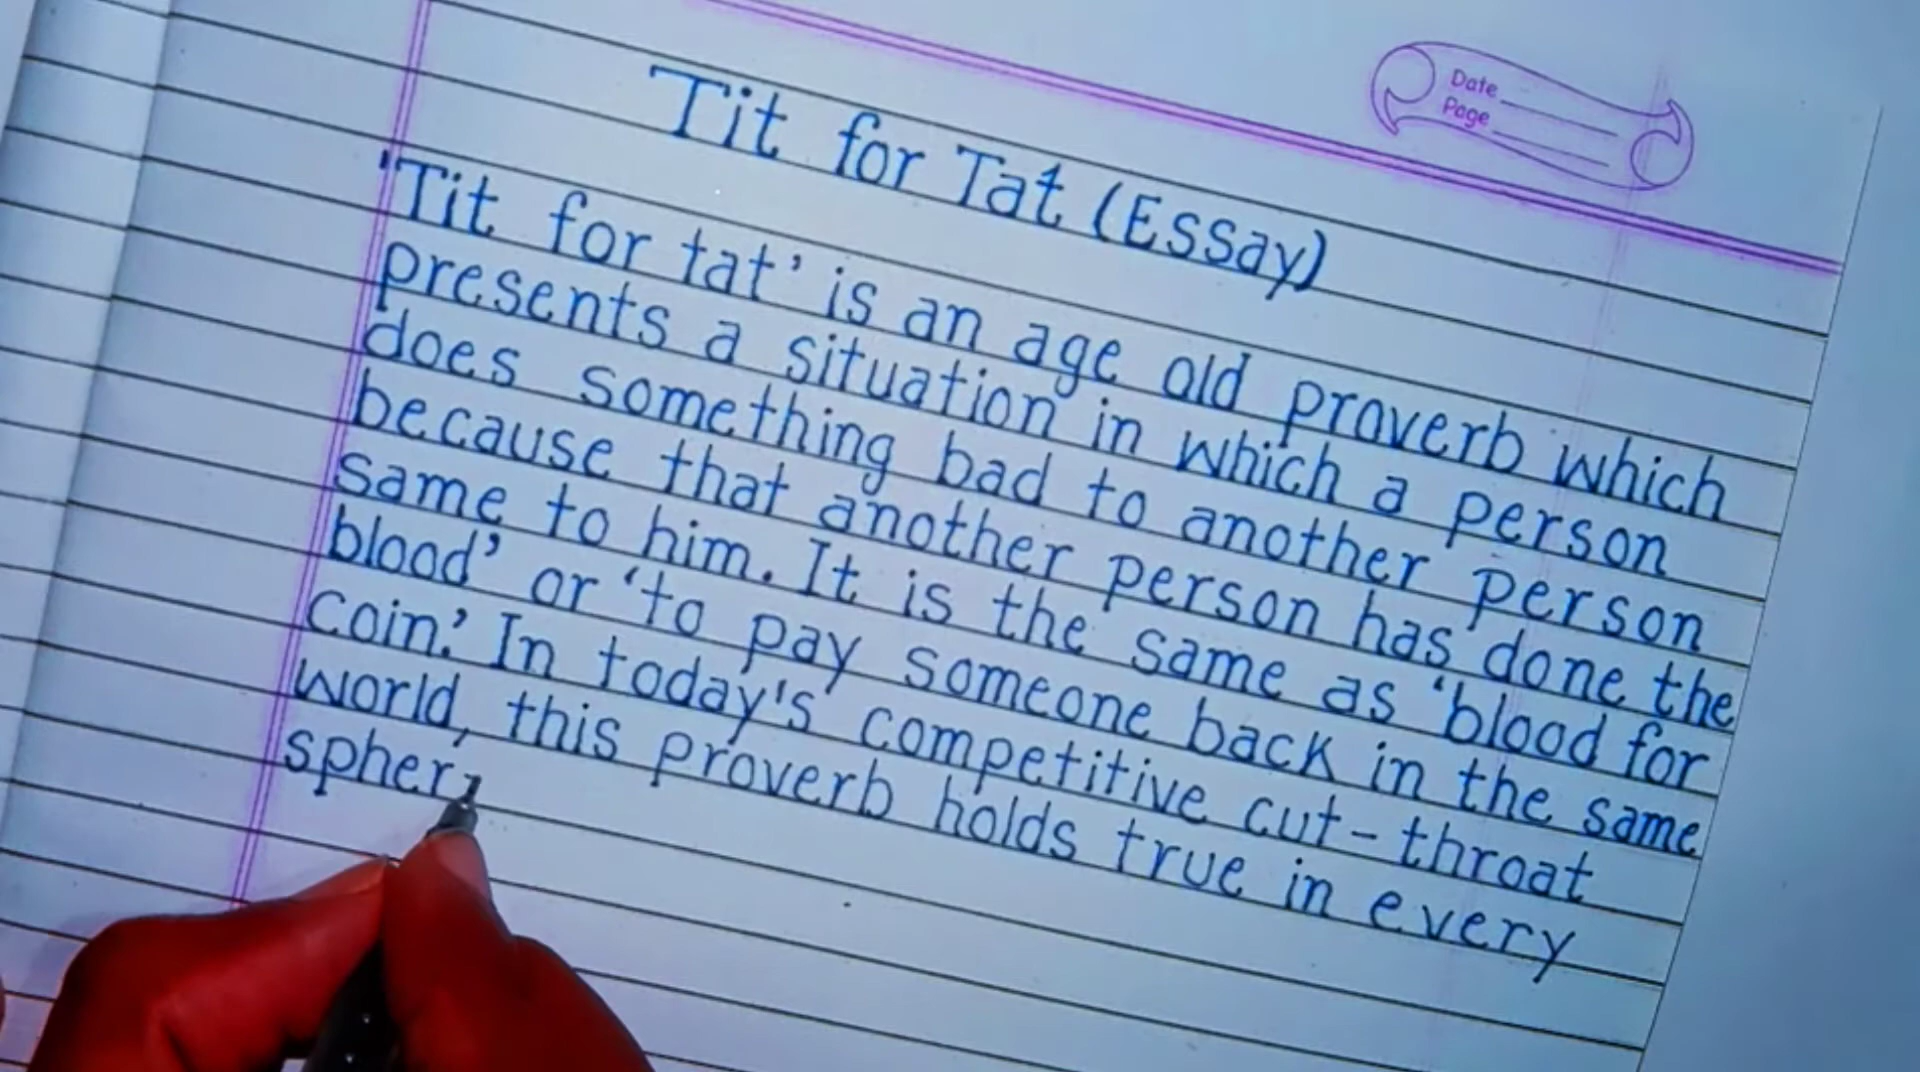 Date
Page
Tit for Tat (Essay)
'Tit for tat' is an age old proverb which
presents a situation in which a person
does something bad to another person
because that another person has done the
same to him. It is the same as 'blood for
blood' or 'to pay someone back in the same
coin.' In today's competitive cut-throat
world, this proverb holds true in every
spher